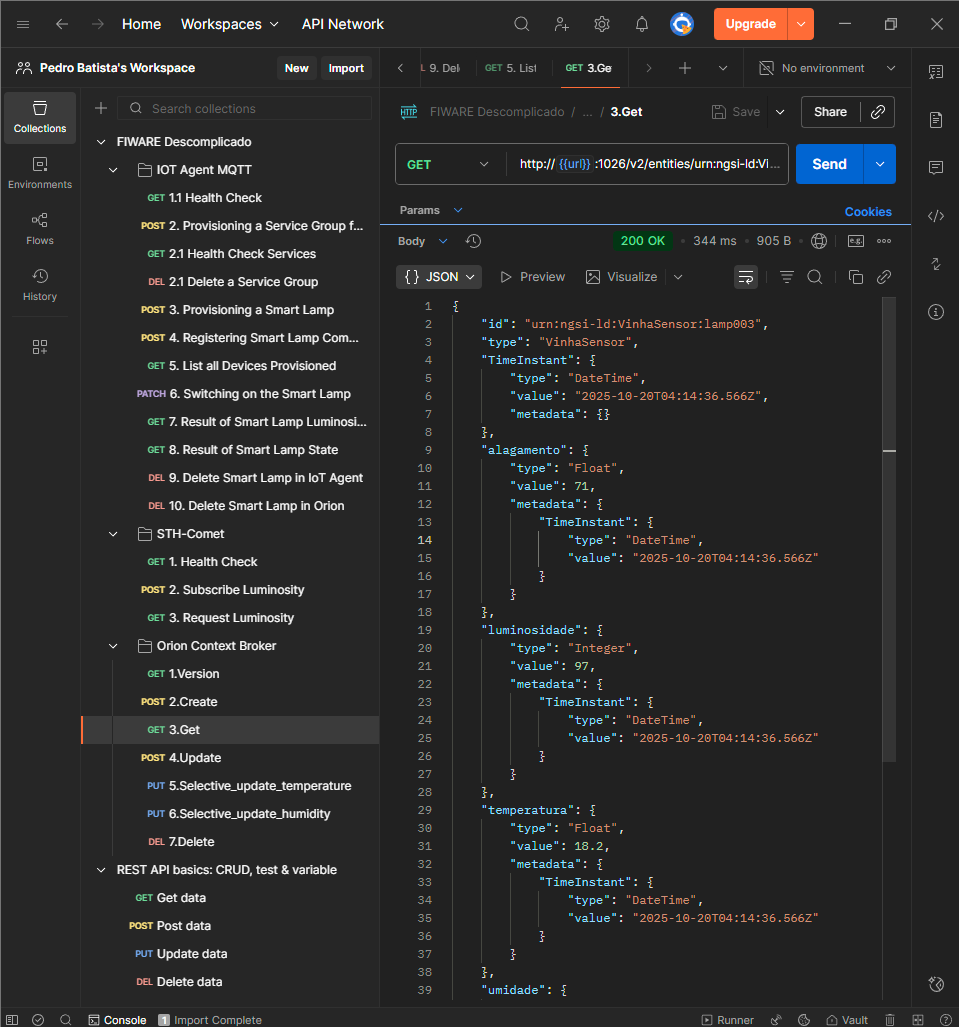 Home Workspaces API Network Upgrade
Pedro Batista's Workspace New Import
9. Del GET 5. List GET 3.Ge No environment
Search collections
Collections
Environments
Flows
History
FIWARE Descomplicado
IOT Agent MQTT
GET 1.1 Health Check
POST 2. Provisioning a Service Group f...
GET 2.1 Health Check Services
DEL 2.1 Delete a Service Group
POST 3. Provisioning a Smart Lamp
POST 4. Registering Smart Lamp Com...
GET 5. List all Devices Provisioned
PATCH 6. Switching on the Smart Lamp
GET 7. Result of Smart Lamp Luminosi...
GET 8. Result of Smart Lamp State
DEL 9. Delete Smart Lamp in IoT Agent
DEL 10. Delete Smart Lamp in Orion
STH-Comet
GET 1. Health Check
POST 2. Subscribe Luminosity
GET 3. Request Luminosity
Orion Context Broker
GET 1.Version
POST 2.Create
GET 3.Get
POST 4.Update
PUT 5.Selective_update_temperature
PUT 6.Selective_update_humidity
DEL 7.Delete
REST API basics: CRUD, test & variable
GET Get data
POST Post data
PUT Update data
DEL Delete data
HTTP FIWARE Descomplicado / ... / 3.Get Save Share
GET http:// {{url}} :1026/v2/entities/urn:ngsi-ld:Vi... Send
Params Cookies
Body 200 OK • 344 ms • 905 B e.g.
{} JSON Preview Visualize
1 {
2 "id": "urn:ngsi-ld:VinhaSensor:lamp003",
3 "type": "VinhaSensor",
4 "TimeInstant": {
5 "type": "DateTime",
6 "value": "2025-10-20T04:14:36.566Z",
7 "metadata": {}
8 },
9 "alagamento": {
10 "type": "Float",
11 "value": 71,
12 "metadata": {
13 "TimeInstant": {
14 "type": "DateTime",
15 "value": "2025-10-20T04:14:36.566Z"
16 }
17 }
18 },
19 "luminosidade": {
20 "type": "Integer",
21 "value": 97,
22 "metadata": {
23 "TimeInstant": {
24 "type": "DateTime",
25 "value": "2025-10-20T04:14:36.566Z"
26 }
27 }
28 },
29 "temperatura": {
30 "type": "Float",
31 "value": 18.2,
32 "metadata": {
33 "TimeInstant": {
34 "type": "DateTime",
35 "value": "2025-10-20T04:14:36.566Z"
36 }
37 }
38 },
39 "umidade": {
Console 1 Import Complete Runner Vault